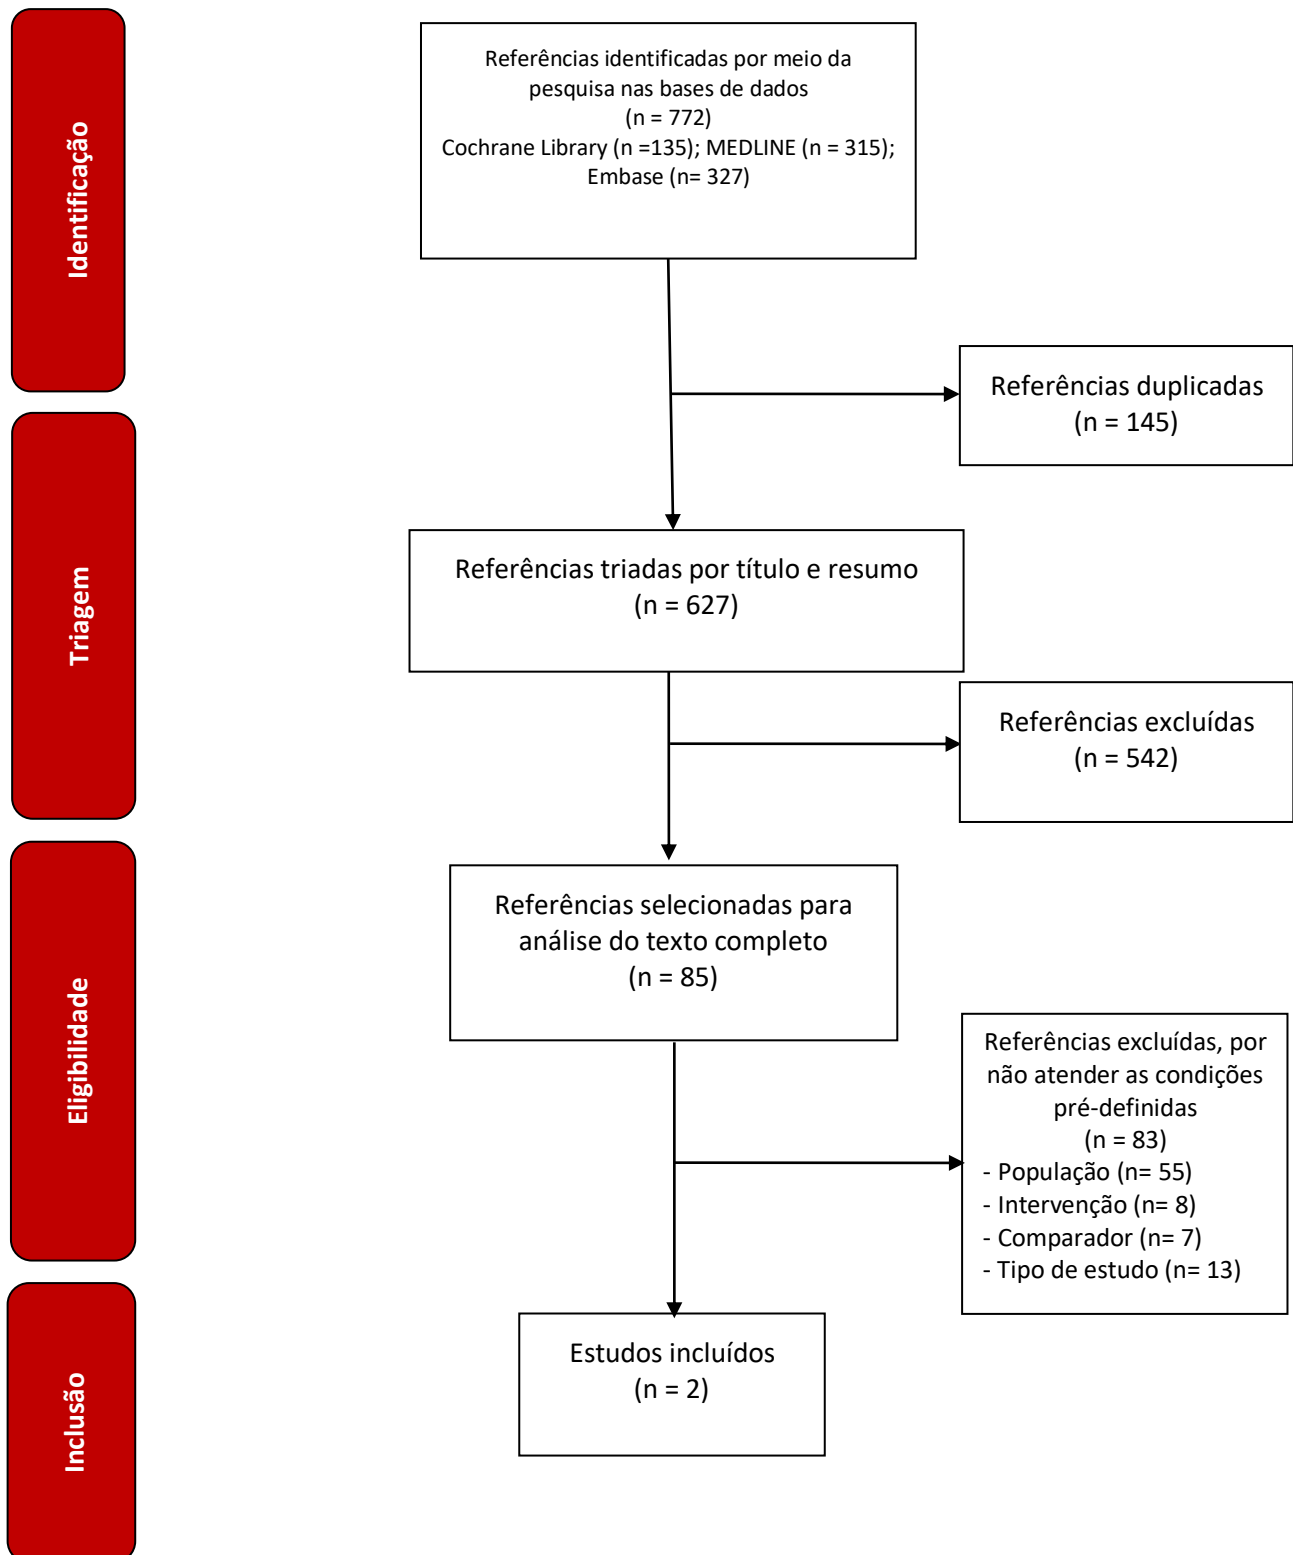 Identificação
Referências identificadas por meio da
pesquisa nas bases de dados
(n = 772)
Cochrane Library (n =135); MEDLINE (n = 315);
Embase (n= 327)
Referências duplicadas
(n = 145)
Triagem
Referências triadas por título e resumo
(n = 627)
Referências excluídas
(n = 542)
Eligibilidade
Referências selecionadas para
análise do texto completo
(n = 85)
Referências excluídas, por
não atender as condições
pré-definidas
(n = 83)
- População (n= 55)
- Intervenção (n= 8)
- Comparador (n= 7)
- Tipo de estudo (n= 13)
Inclusão
Estudos incluídos
(n = 2)